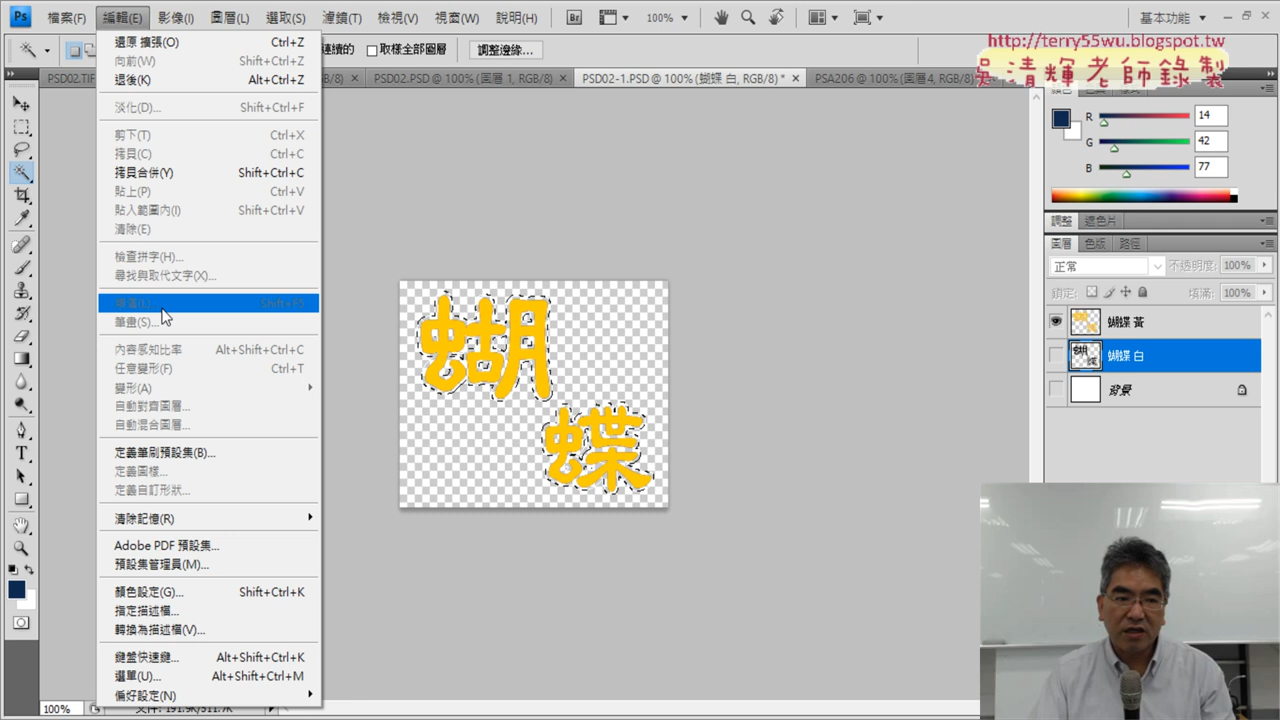 Ps 檔案(F) 編輯(E) 影像(I) 圖層(L) 選取(S) 濾鏡(T) 檢視(V) 視窗(W) 說明(H) Br 100% 基本功能
http://terry55wu.blogspot.tw
吳清輝老師錄製
連續的 取樣全部圖層 調整邊緣...
PSD02.TIF PSD02.PSD @ 100% (圖層 1, RGB/8) PSD02-1.PSD @ 100% (蝴蝶 白, RGB/8) * PSA206 @ 100% (圖層 4, RGB/8)
還原 擴張(O) Ctrl+Z
向前(W) Shift+Ctrl+Z
退後(K) Alt+Ctrl+Z
淡化(D)... Shift+Ctrl+F
剪下(T) Ctrl+X
拷貝(C) Ctrl+C
拷貝合併(Y) Shift+Ctrl+C
貼上(P) Ctrl+V
貼入範圍內(I) Shift+Ctrl+V
清除(E)
檢查拼字(H)...
尋找與取代文字(X)...
填滿(L)... Shift+F5
筆畫(S)...
內容感知比率 Alt+Shift+Ctrl+C
任意變形(F) Ctrl+T
變形(A)
自動對齊圖層...
自動混合圖層...
定義筆刷預設集(B)...
定義圖樣...
定義自訂形狀...
清除記憶(R)
Adobe PDF 預設集...
預設集管理員(M)...
顏色設定(G)... Shift+Ctrl+K
指定描述檔...
轉換為描述檔(V)...
鍵盤快速鍵... Alt+Shift+Ctrl+K
選單(U)... Alt+Shift+Ctrl+M
偏好設定(N)
蝴
蝶
R 14
G 42
B 77
調整 遮色片
圖層 色版 路徑
正常 不透明度: 100%
鎖定: 填滿: 100%
蝴蝶 黃
蝴蝶 白
背景
100% 文件: 191.9K/311.7K